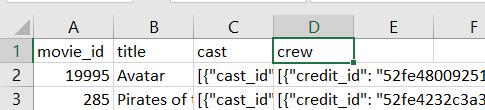 A B C D E F
1 movie_id title cast crew
2 19995 Avatar [{"cast_id" [{"credit_id": "52fe48009251
3 285 Pirates of [{"cast_id" [{"credit_id": "52fe4232c3a3